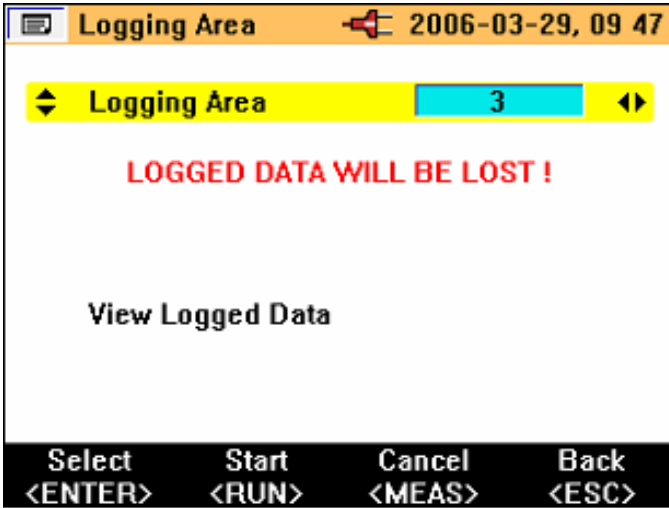 Logging Area 2006-03-29, 09 47
Logging Area 3
LOGGED DATA WILL BE LOST !
View Logged Data
Select Start Cancel Back
<ENTER> <RUN> <MEAS> <ESC>